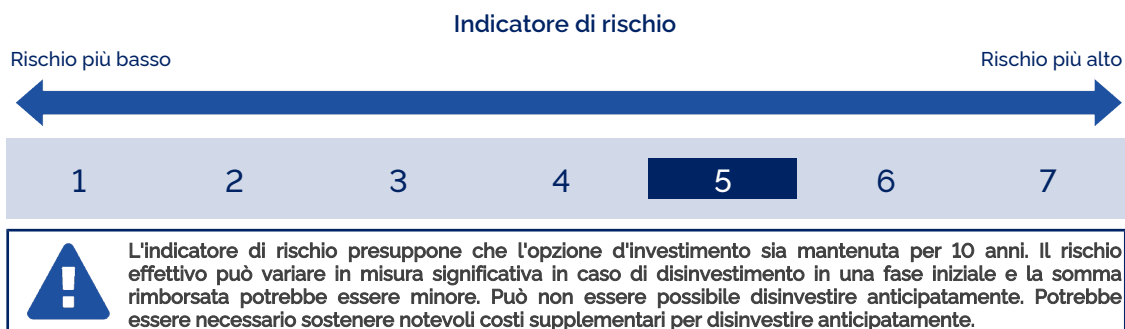 Indicatore di rischio
Rischio più basso
Rischio più alto
1 2 3 4 5 6 7
L'indicatore di rischio presuppone che l'opzione d'investimento sia mantenuta per 10 anni. Il rischio
effettivo può variare in misura significativa in caso di disinvestimento in una fase iniziale e la somma
rimborsata potrebbe essere minore. Può non essere possibile disinvestire anticipatamente. Potrebbe
essere necessario sostenere notevoli costi supplementari per disinvestire anticipatamente.